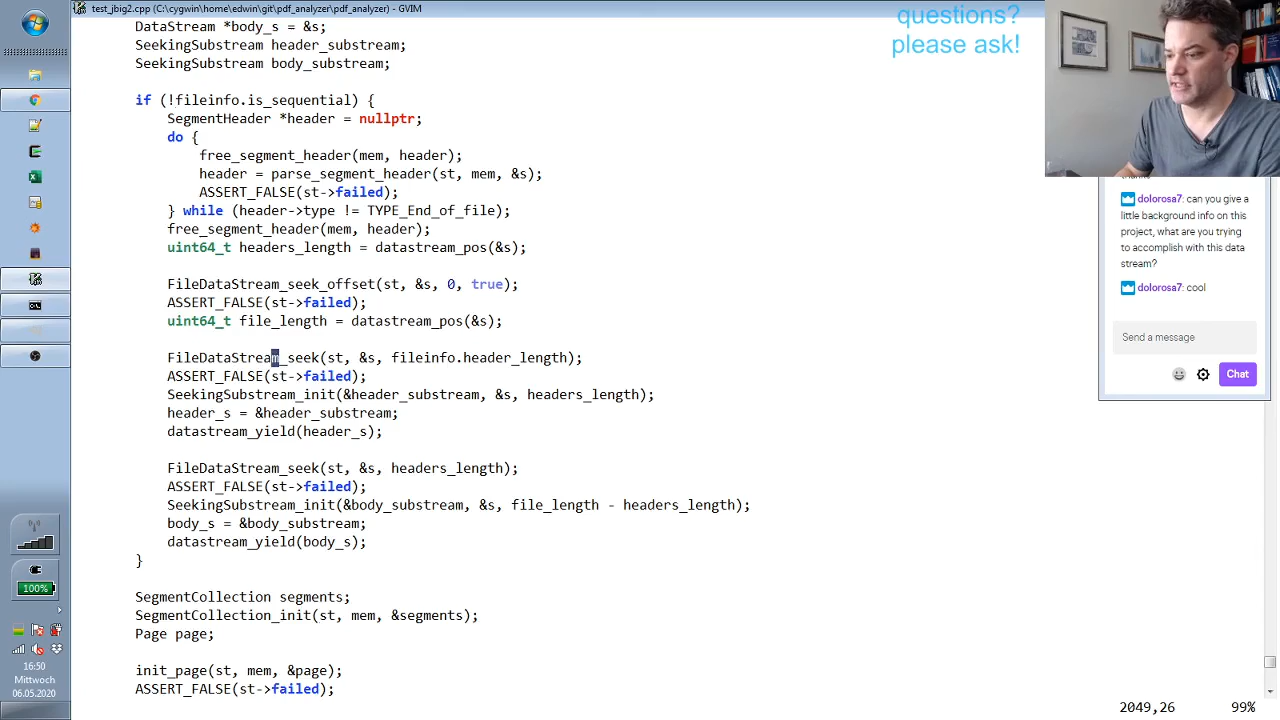 test_jbig2.cpp (C:\cygwin\home\edwin\git\pdf_analyzer\pdf_analyzer) - GVIM
DataStream *body_s = &s;
SeekingSubstream header_substream;
SeekingSubstream body_substream;
if (!fileinfo.is_sequential) {
SegmentHeader *header = nullptr;
do {
free_segment_header(mem, header);
header = parse_segment_header(st, mem, &s);
ASSERT_FALSE(st->failed);
} while (header->type != TYPE_End_of_file);
free_segment_header(mem, header);
uint64_t headers_length = datastream_pos(&s);
FileDataStream_seek_offset(st, &s, 0, true);
ASSERT_FALSE(st->failed);
uint64_t file_length = datastream_pos(&s);
FileDataStream_seek(st, &s, fileinfo.header_length);
ASSERT_FALSE(st->failed);
SeekingSubstream_init(&header_substream, &s, headers_length);
header_s = &header_substream;
datastream_yield(header_s);
FileDataStream_seek(st, &s, headers_length);
ASSERT_FALSE(st->failed);
SeekingSubstream_init(&body_substream, &s, file_length - headers_length);
body_s = &body_substream;
datastream_yield(body_s);
}
SegmentCollection segments;
SegmentCollection_init(st, mem, &segments);
Page page;
init_page(st, mem, &page);
ASSERT_FALSE(st->failed);
2049,26 99%
questions?
please ask!
dolorosa7: can you give a
little background info on this
project, what are you trying
to accomplish with this data
stream?
dolorosa7: cool
Send a message
Chat
100%
16:50
Mittwoch
06.05.2020